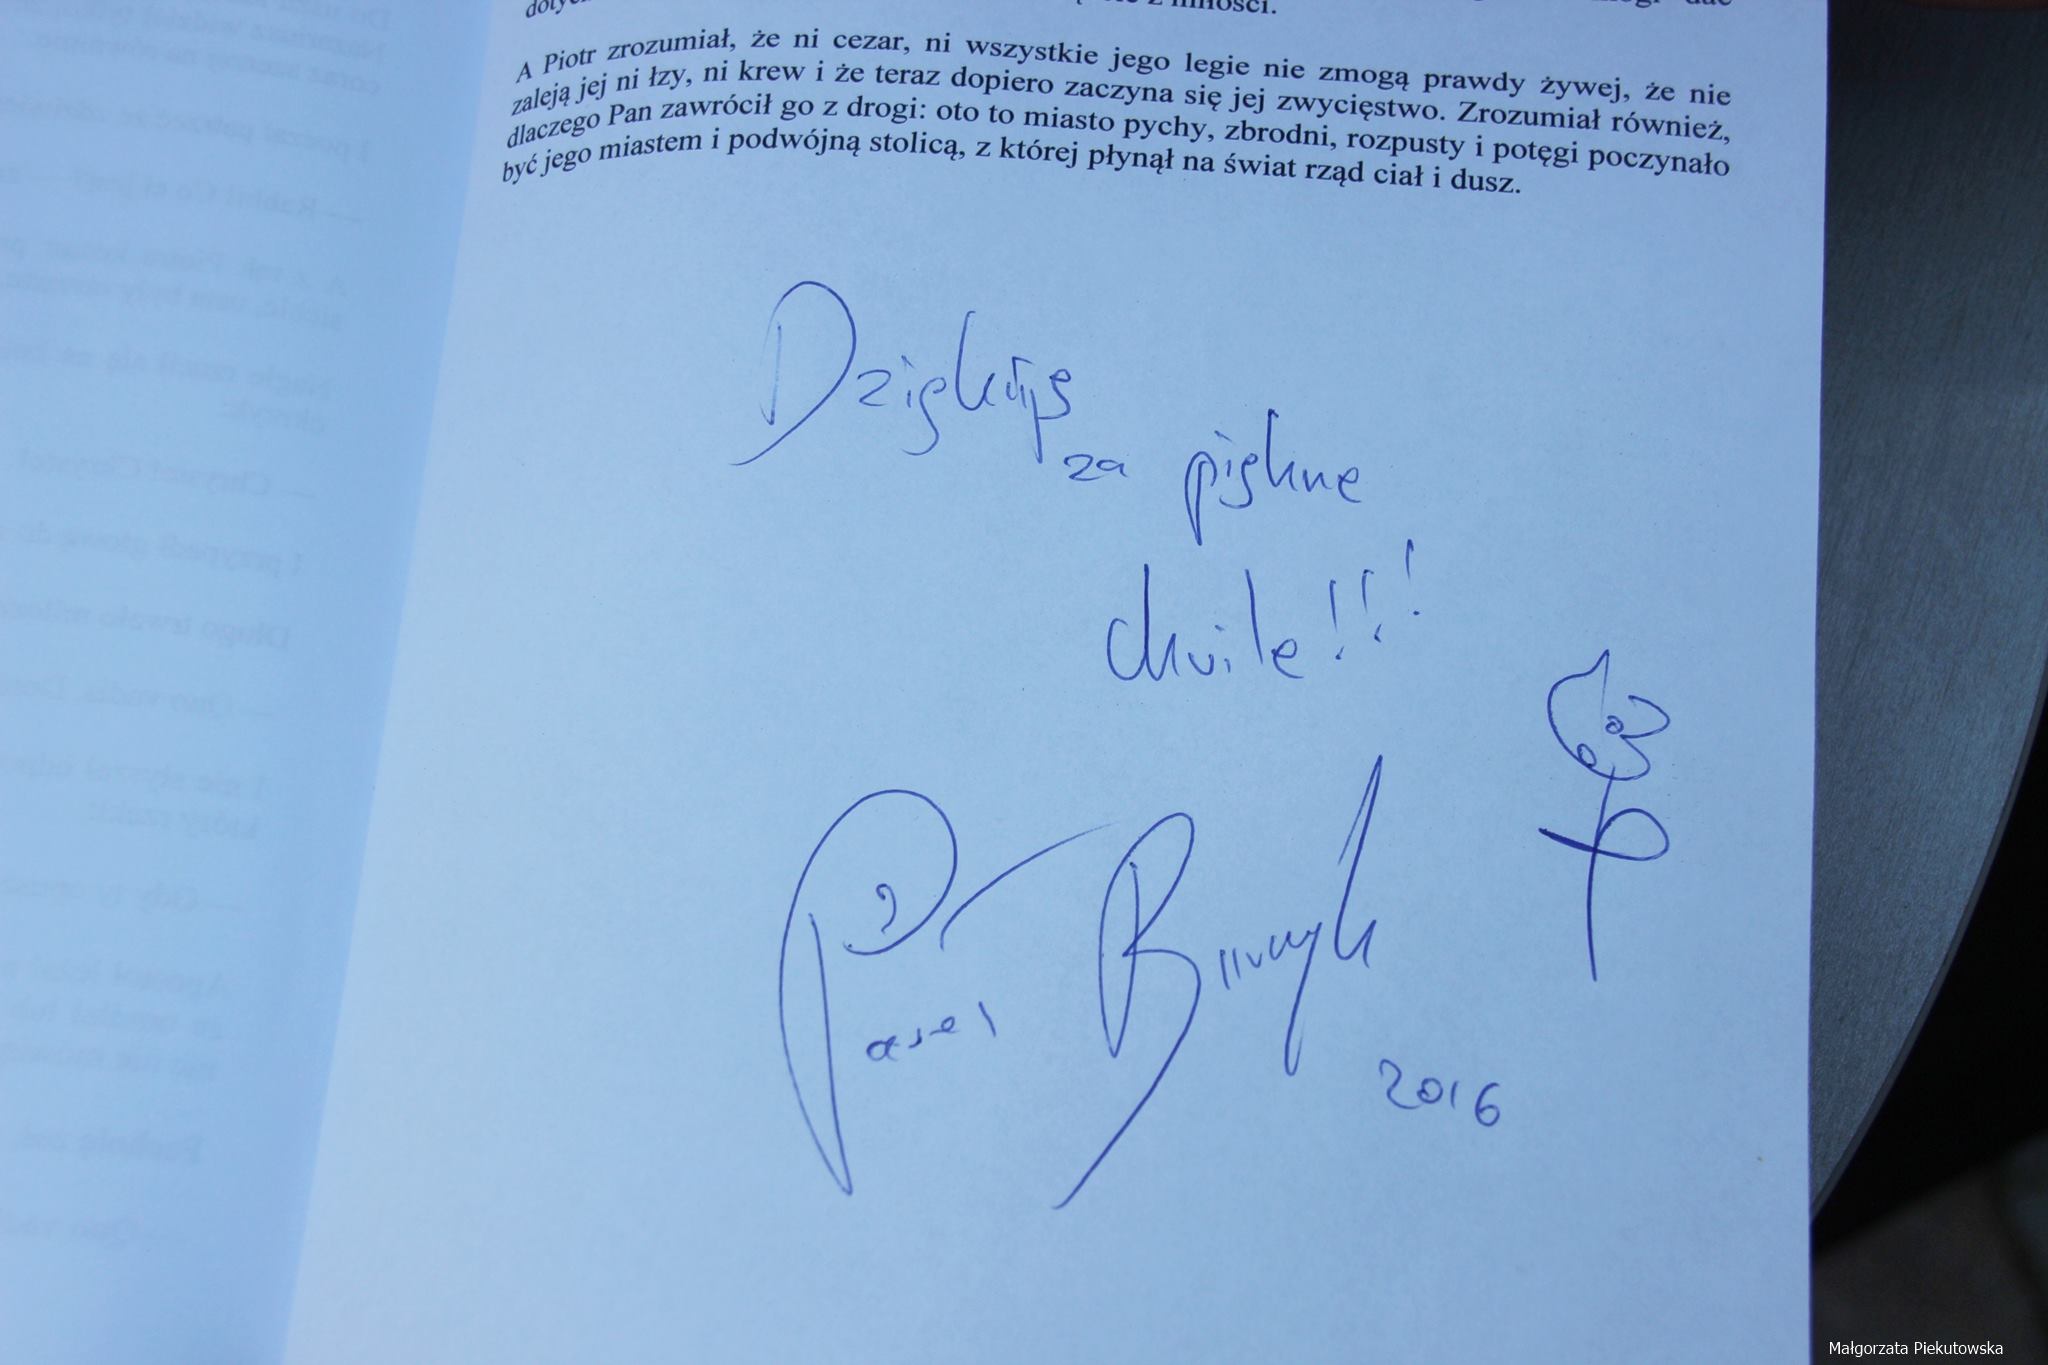 A Piotr zrozumiał, że ni cezar, ni wszystkie jego legie nie zmogą prawdy żywej, że nie
zaleją jej ni łzy, ni krew i że teraz dopiero zaczyna się jej zwycięstwo. Zrozumiał również,
dlaczego Pan zawrócił go z drogi: oto to miasto pychy, zbrodni, rozpusty i potęgi poczynało
być jego miastem i podwójną stolicą, z której płynął na świat rząd ciał i dusz.
Dziękuję
za piękne
chwile!!!
Paweł
2016
Małgorzata Piekutowska